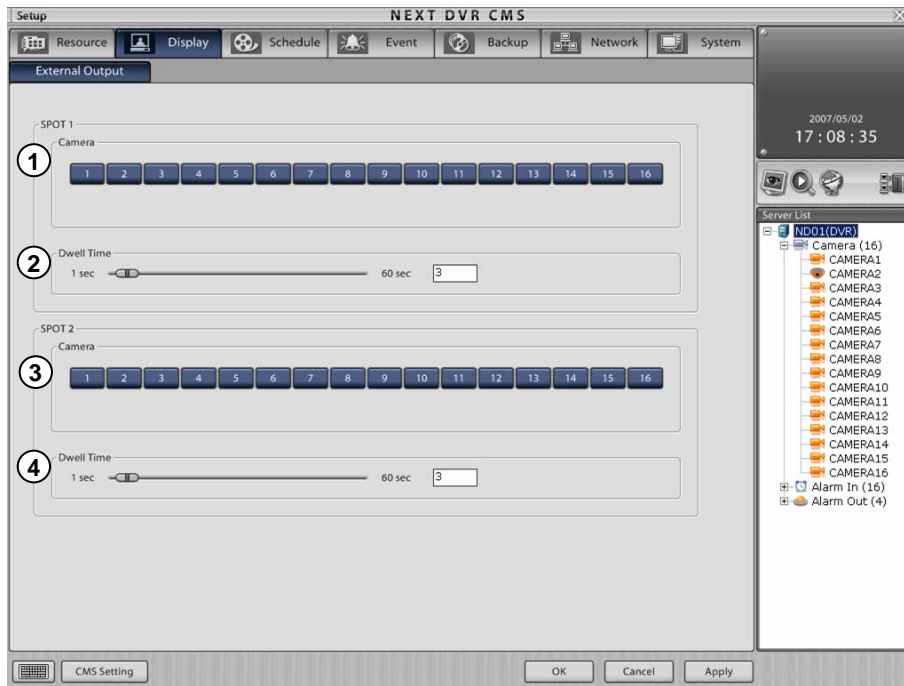 Setup NEXT DVR CMS
Resource Display Schedule Event Backup Network System
External Output
2007/05/02
17 : 08 : 35
SPOT 1
Camera
1
1 2 3 4 5 6 7 8 9 10 11 12 13 14 15 16
Dwell Time
2
1 sec 60 sec 3
SPOT 2
Camera
3
1 2 3 4 5 6 7 8 9 10 11 12 13 14 15 16
Dwell Time
4
1 sec 60 sec 3
Server List
ND01(DVR)
Camera (16)
CAMERA1
CAMERA2
CAMERA3
CAMERA4
CAMERA5
CAMERA6
CAMERA7
CAMERA8
CAMERA9
CAMERA10
CAMERA11
CAMERA12
CAMERA13
CAMERA14
CAMERA15
CAMERA16
Alarm In (16)
Alarm Out (4)
CMS Setting OK Cancel Apply